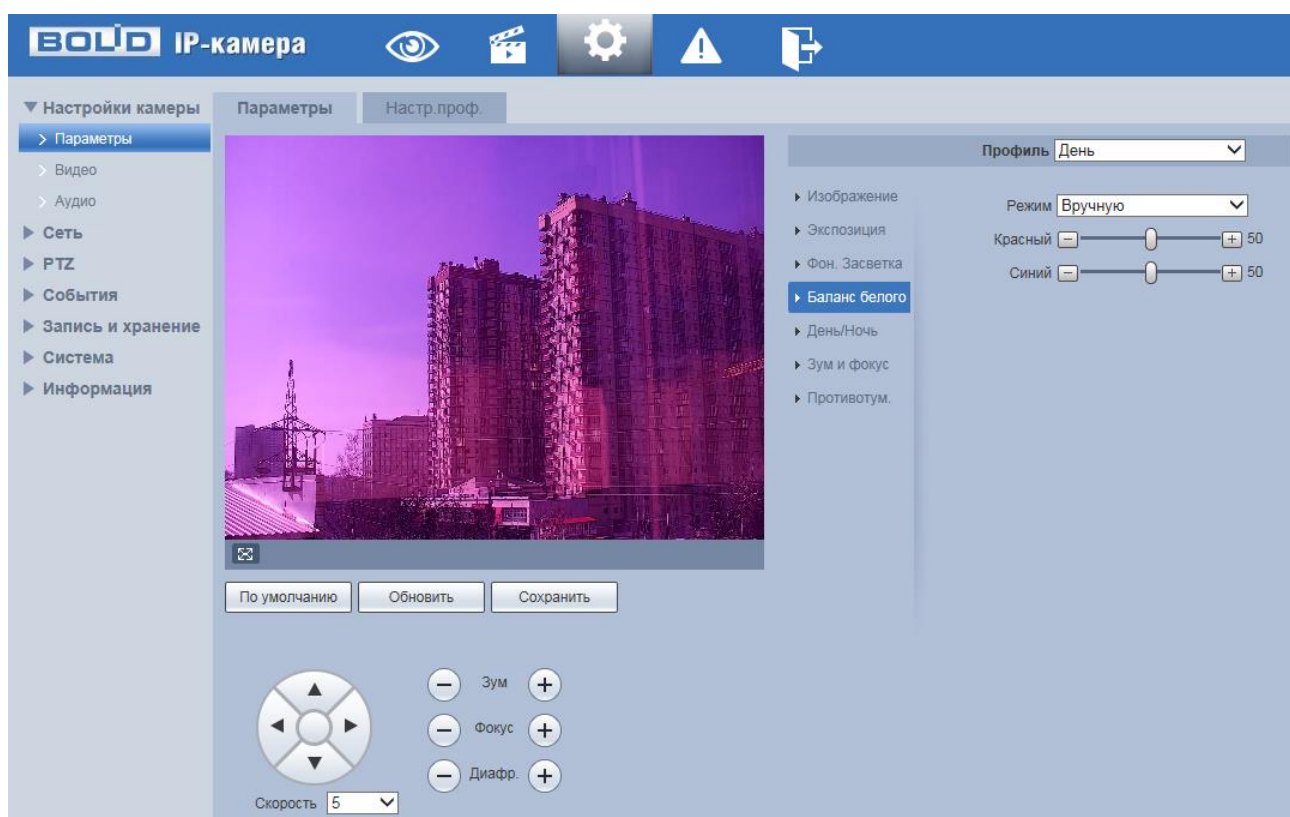 BOLID IP-камера
Настройки камеры
Параметры
Видео
Аудио
Сеть
PTZ
События
Запись и хранение
Система
Информация
Параметры
Настр.проф.
По умолчанию
Обновить
Сохранить
Зум
Фокус
Диафр.
Скорость 5
Изображение
Экспозиция
Фон. Засветка
Баланс белого
День/Ночь
Зум и фокус
Противотум.
Профиль День
Режим Вручную
Красный 50
Синий 50